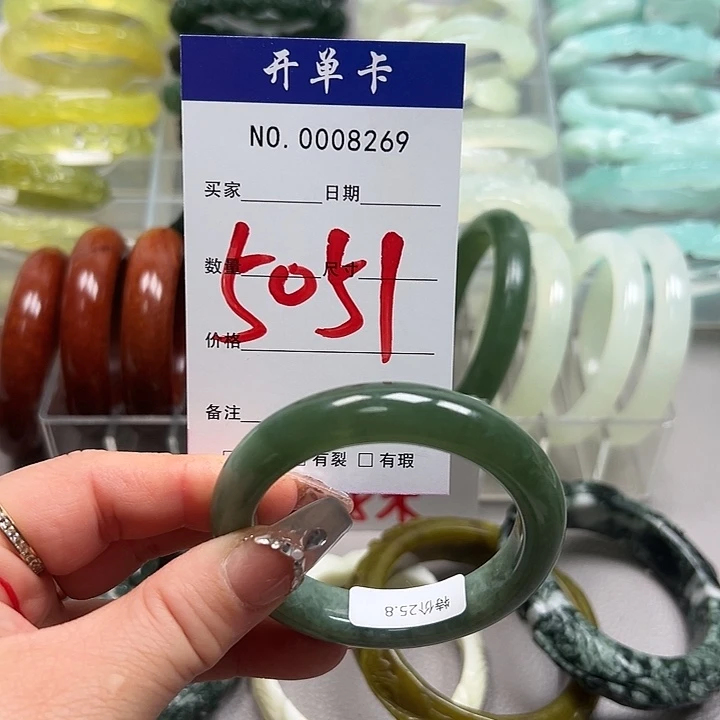 开单卡
NO.0008269
买家 日期
5051
数量 尺寸
价格
备注
有裂 □ 有瑕
特价25.8